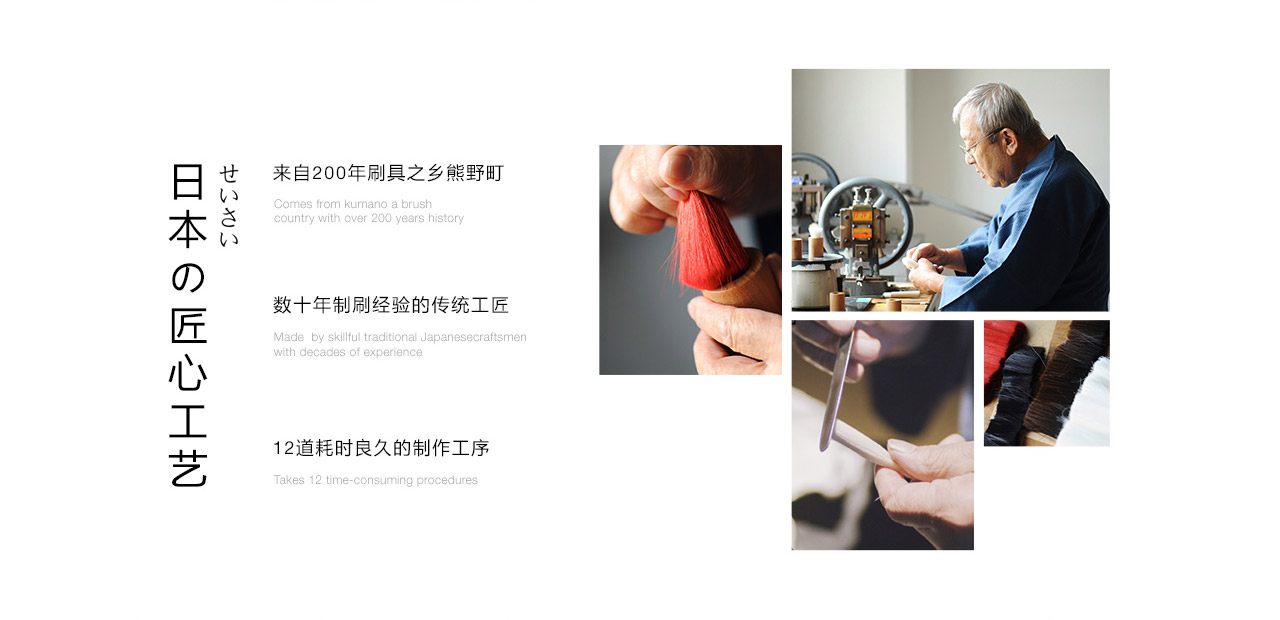 日本の匠心工艺
せいさい
来自200年刷具之乡熊野町
Comes from kumano a brush
country with over 200 years history
数十年制刷经验的传统工匠
Made  by skillful traditional Japanesecraftsmen
with decades of experience
12道耗时良久的制作工序
Takes 12 time-consuming procedures